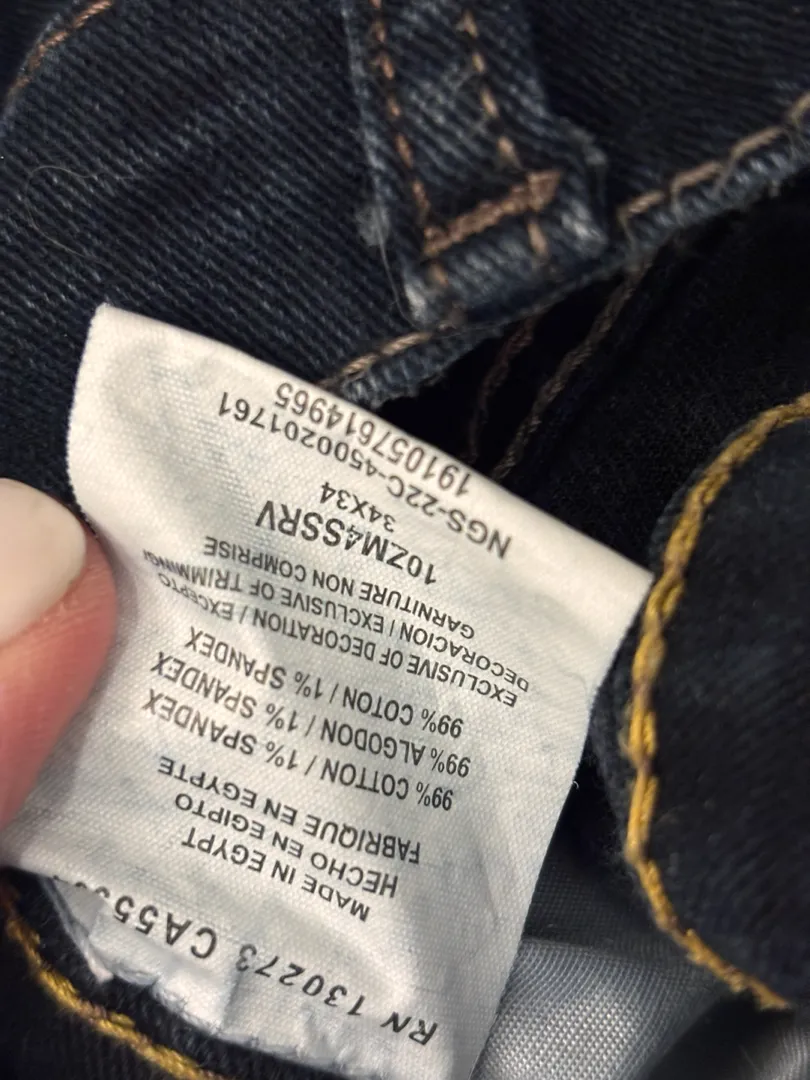 RN 130273 CA55
MADE IN EGYPT
HECHO EN EGIPTO
FABRIQUE EN EGYPTE
99% COTTON / 1% SPANDEX
99% ALGODON / 1% SPANDEX
99% COTON / 1% SPANDEX
EXCLUSIVE OF DECORATION / EXCEPTO
DECORACION / EXCLUSIVE OF TRIMMING/
GARNITURE NON COMPRISE
10ZM4SSRV
34X34
NGS-22C-4500201761
191057614965